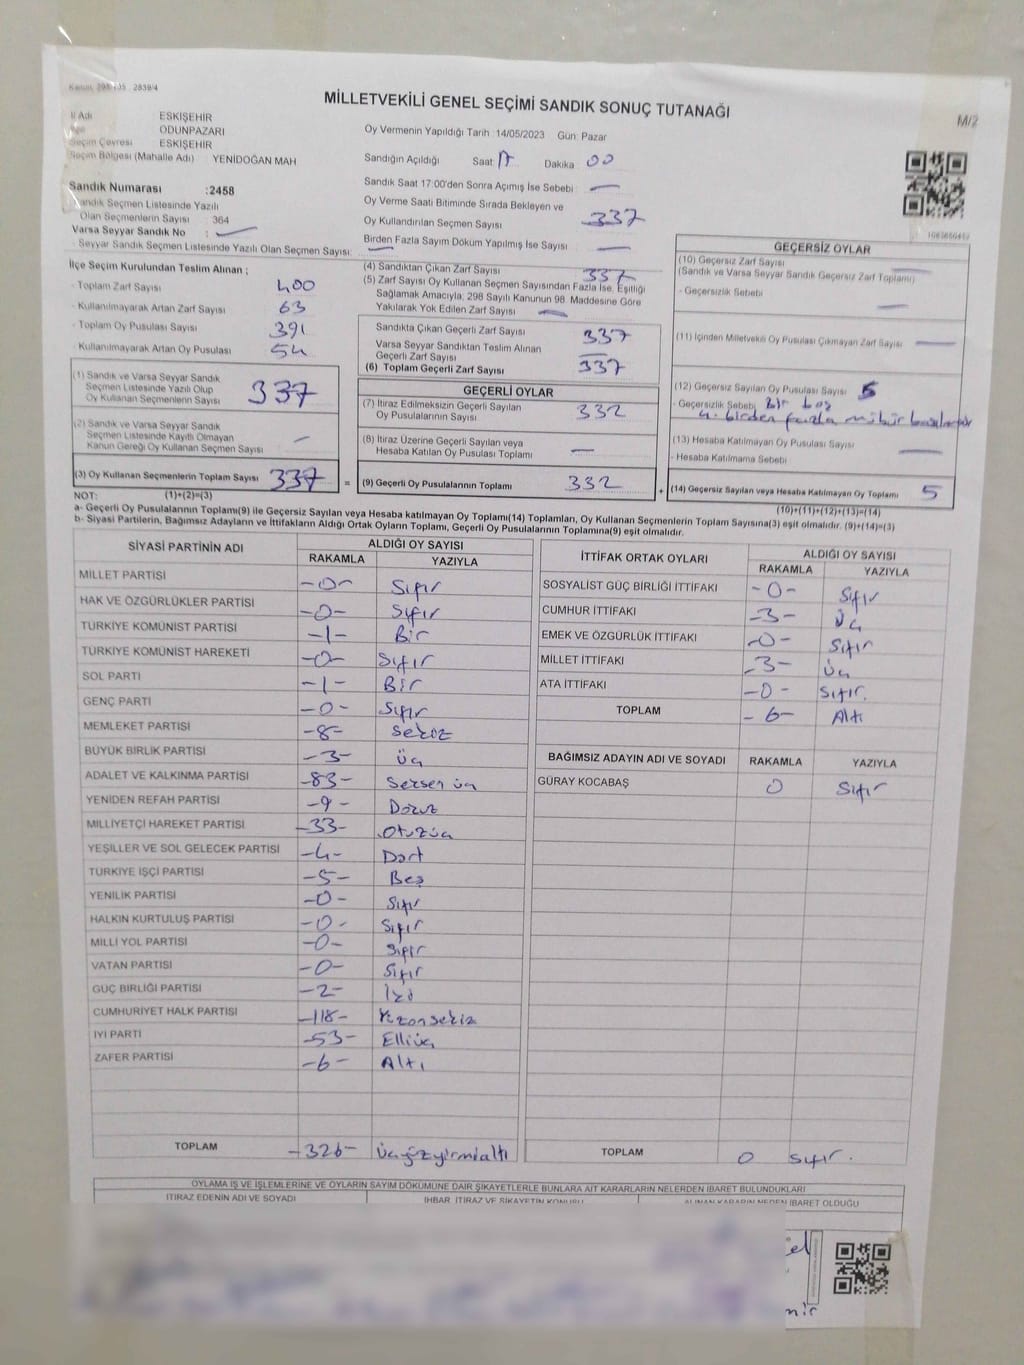 Kanun: 298/135 - 2839/4
MİLLETVEKİLİ GENEL SEÇİMİ SANDIK SONUÇ TUTANAĞI
M/2
İl Adı ESKİŞEHİR
İlçe ODUNPAZARI
Seçim Çevresi ESKİŞEHİR
Seçim Bölgesi (Mahalle Adı) YENİDOĞAN MAH
Oy Vermenin Yapıldığı Tarih :14/05/2023 Gün: Pazar
Sandığın Açıldığı Saat 17 Dakika 00
Sandık Saat 17:00'den Sonra Açımış İse Sebebi —
Sandık Numarası :2458
Sandık Seçmen Listesinde Yazılı
Olan Seçmenlerin Sayısı : 364
Varsa Seyyar Sandık No : —
Seyyar Sandık Seçmen Listesinde Yazılı Olan Seçmen Sayısı: —
Oy Verme Saati Bitiminde Sırada Bekleyen ve
Oy Kullandırılan Seçmen Sayısı 337
Birden Fazla Sayım Döküm Yapılmış İse Sayısı —
İlçe Seçim Kurulundan Teslim Alınan ;
- Toplam Zarf Sayısı 400
- Kullanılmayarak Artan Zarf Sayısı 63
- Toplam Oy Pusulası Sayısı 391
- Kullanılmayarak Artan Oy Pusulası 54
(4) Sandıktan Çıkan Zarf Sayısı 337
(5) Zarf Sayısı Oy Kullanan Seçmen Sayısından Fazla İse, Eşitliği
Sağlamak Amacıyla, 298 Sayılı Kanunun 98. Maddesine Göre
Yakılarak Yok Edilen Zarf Sayısı —
Sandıkta Çıkan Geçerli Zarf Sayısı 337
Varsa Seyyar Sandıktan Teslim Alınan
Geçerli Zarf Sayısı —
(6) Toplam Geçerli Zarf Sayısı 337
GEÇERSİZ OYLAR
(10) Geçersiz Zarf Sayısı —
(Sandık ve Varsa Seyyar Sandık Geçersiz Zarf Toplamı)
- Geçersizlik Sebebi —
(11) İçinden Milletvekili Oy Pusulası Çıkmayan Zarf Sayısı —
(12) Geçersiz Sayılan Oy Pusulası Sayısı 5
- Geçersizlik Sebebi Bir boş
4. birden fazla mühür
(13) Hesaba Katılmayan Oy Pusulası Sayısı —
- Hesaba Katılmama Sebebi
(14) Geçersiz Sayılan veya Hesaba Katılmayan Oy Toplamı 5
(10)+(11)+(12)+(13)=(14)
(1) Sandık ve Varsa Seyyar Sandık
Seçmen Listesinde Yazılı Olup
Oy Kullanan Seçmenlerin Sayısı 337
(2) Sandık ve Varsa Seyyar Sandık
Seçmen Listesinde Kayıtlı Olmayan
Kanun Gereği Oy Kullanan Seçmen Sayısı —
(3) Oy Kullanan Seçmenlerin Toplam Sayısı 337 =
(1)+(2)=(3)
GEÇERLİ OYLAR
(7) İtiraz Edilmeksizin Geçerli Sayılan
Oy Pusulalarının Sayısı 332
(8) İtiraz Üzerine Geçerli Sayılan veya
Hesaba Katılan Oy Pusulası Toplamı —
(9) Geçerli Oy Pusulalarının Toplamı 332 +
NOT:
a- Geçerli Oy Pusulalarının Toplamı(9) ile Geçersiz Sayılan veya Hesaba katılmayan Oy Toplamı(14) Toplamları, Oy Kullanan Seçmenlerin Toplam Sayısına(3) eşit olmalıdır. (9)+(14)=(3)
b- Siyasi Partilerin, Bağımsız Adayların ve İttifakların Aldığı Ortak Oyların Toplamı, Geçerli Oy Pusulalarının Toplamına(9) eşit olmalıdır.
SİYASİ PARTİNİN ADI ALDIĞI OY SAYISI
RAKAMLA YAZIYLA
MİLLET PARTİSİ -0- Sıfır
HAK VE ÖZGÜRLÜKLER PARTİSİ -0- Sıfır
TÜRKİYE KOMÜNİST PARTİSİ -1- Bir
TÜRKİYE KOMÜNİST HAREKETİ -0- Sıfır
SOL PARTİ -1- Bir
GENÇ PARTİ -0- Sıfır
MEMLEKET PARTİSİ -8- Sekiz
BÜYÜK BİRLİK PARTİSİ -3- Üç
ADALET VE KALKINMA PARTİSİ -83- Seksen üç
YENİDEN REFAH PARTİSİ -9- Dokuz
MİLLİYETÇİ HAREKET PARTİSİ -33- Otuzüç
YEŞİLLER VE SOL GELECEK PARTİSİ -4- Dört
TÜRKİYE İŞÇİ PARTİSİ -5- Beş
YENİLİK PARTİSİ -0- Sıfır
HALKIN KURTULUŞ PARTİSİ -0- Sıfır
MİLLİ YOL PARTİSİ -0- Sıfır
VATAN PARTİSİ -0- Sıfır
GÜÇ BİRLİĞİ PARTİSİ -2- İki
CUMHURİYET HALK PARTİSİ -118- Yüzonsekiz
İYİ PARTİ -53- Elliüç
ZAFER PARTİSİ -6- Altı
TOPLAM -326- Üçyüzyirmialtı
İTTİFAK ORTAK OYLARI ALDIĞI OY SAYISI
RAKAMLA YAZIYLA
SOSYALİST GÜÇ BİRLİĞİ İTTİFAKI -0- Sıfır
CUMHUR İTTİFAKI -3- Üç
EMEK VE ÖZGÜRLÜK İTTİFAKI -0- Sıfır
MİLLET İTTİFAKI -3- Üç
ATA İTTİFAKI -0- Sıfır.
TOPLAM -6- Altı
BAĞIMSIZ ADAYIN ADI VE SOYADI RAKAMLA YAZIYLA
GÜRAY KOCABAŞ 0 Sıfır
TOPLAM 0 Sıfır.
OYLAMA İŞ VE İŞLEMLERİNE VE OYLARIN SAYIM DÖKÜMÜNE DAİR ŞİKAYETLERLE BUNLARA AİT KARARLARIN NELERDEN İBARET BULUNDUKLARI
İTİRAZ EDENİN ADI VE SOYADI İHBAR, İTİRAZ VE ŞİKAYETİN KONUSU ALINAN KARARIN NEDEN İBARET OLDUĞU